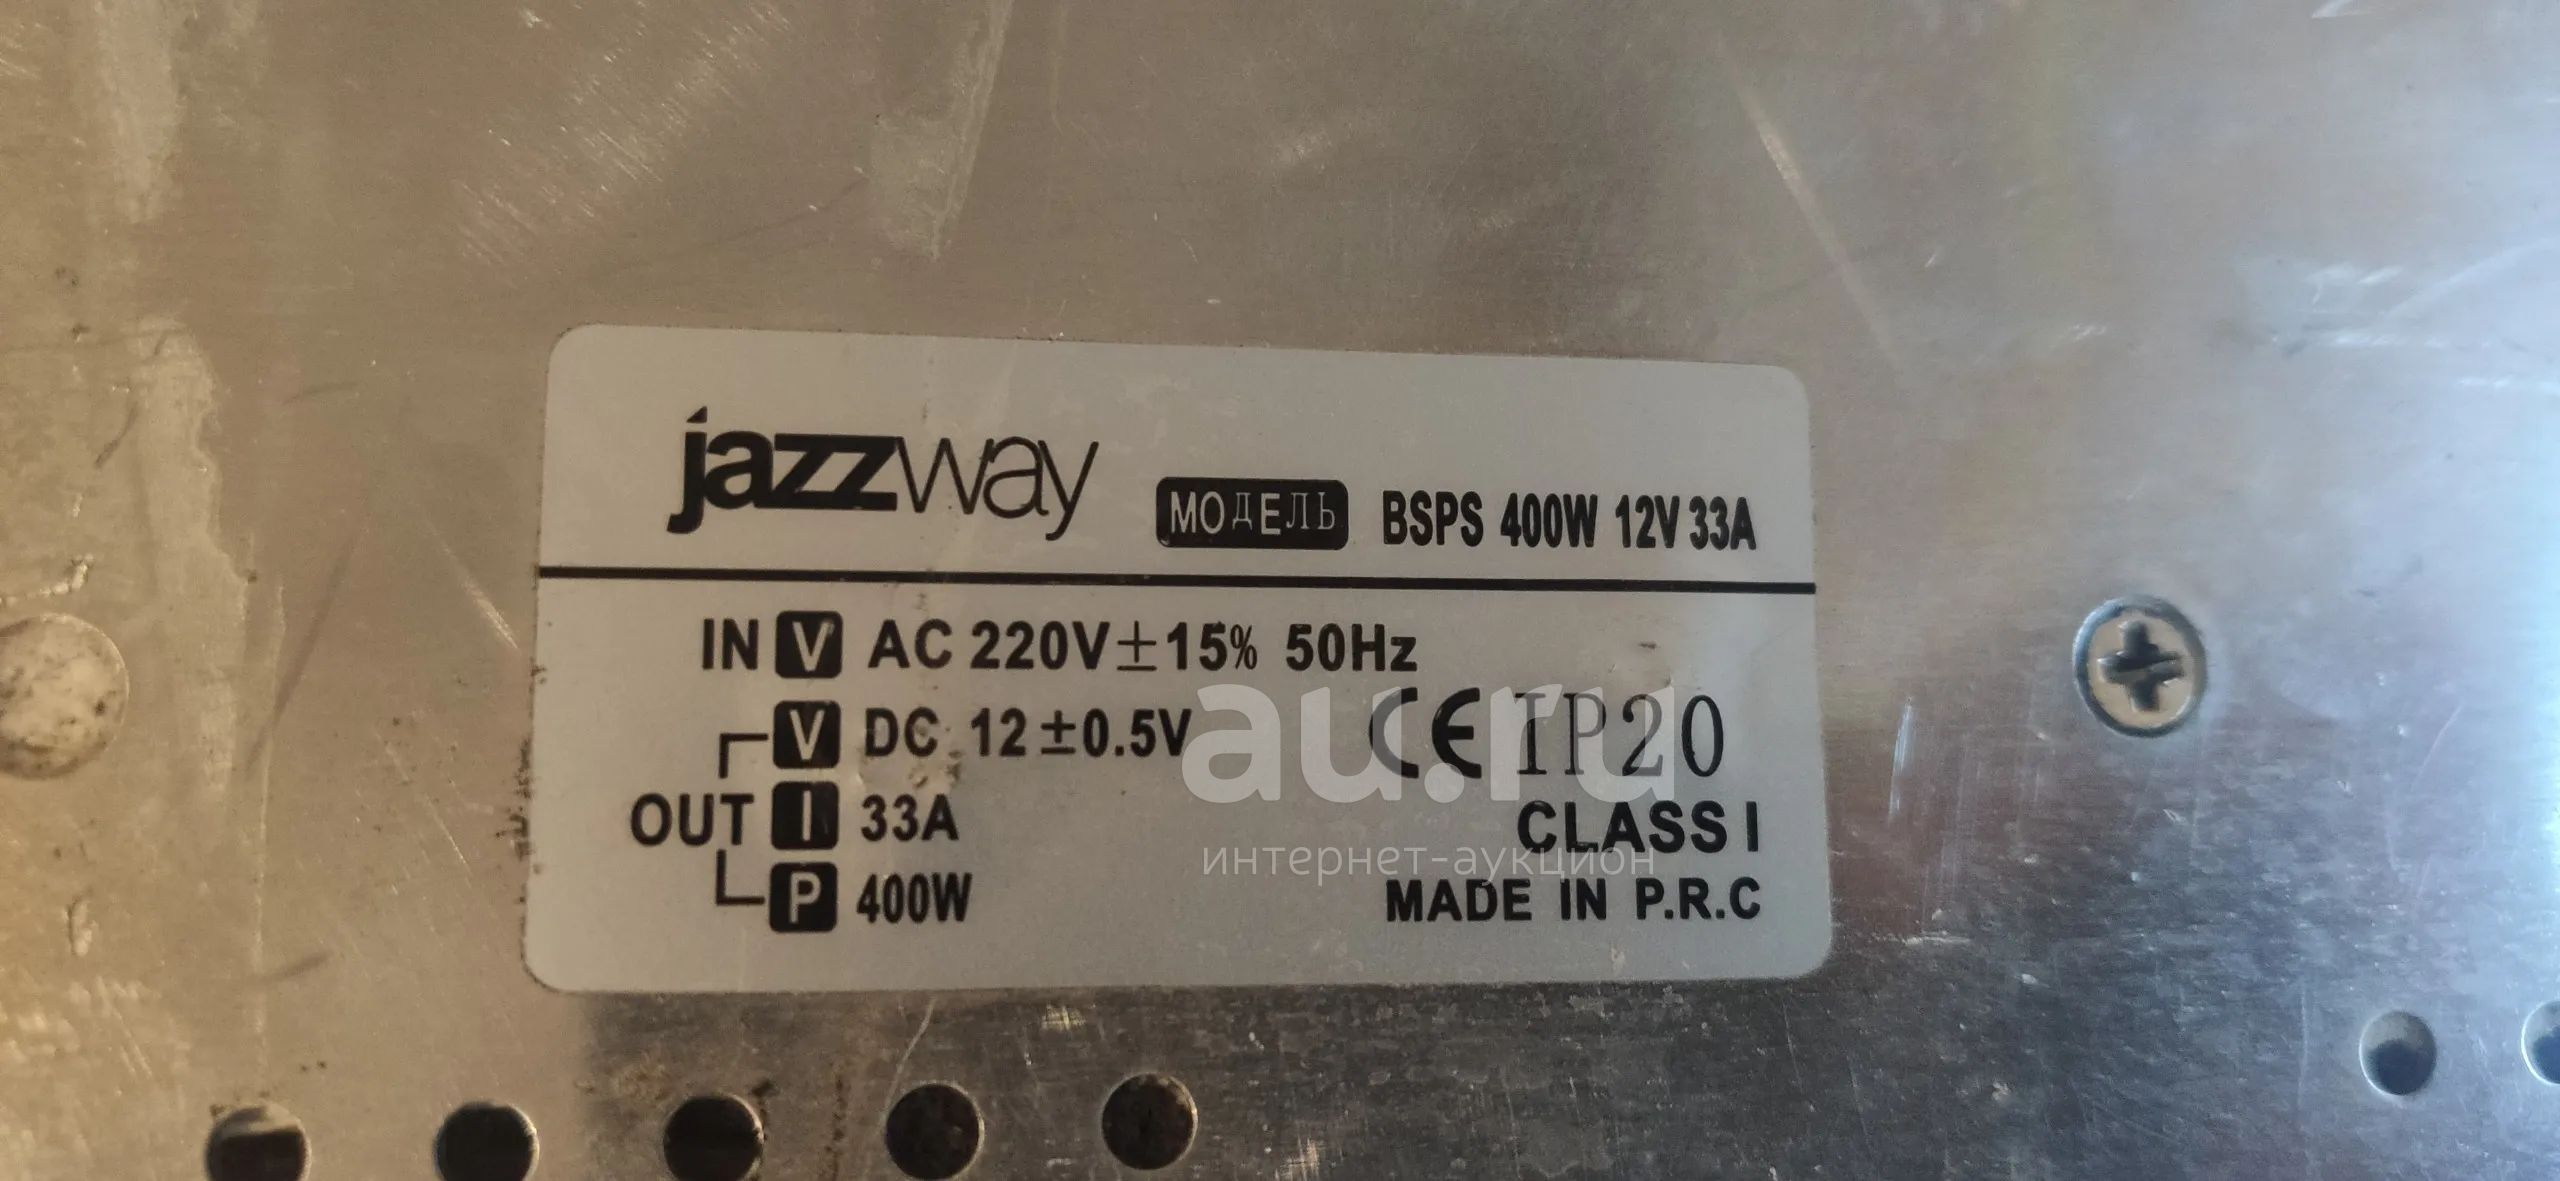 jazzway МОДЕЛЬ BSPS 400W 12V 33A
IN V AC 220V±15% 50Hz
V DC 12±0.5V CE IP20
OUT I 33A CLASS I
P 400W MADE IN P.R.C
au.ru
интернет-аукцион